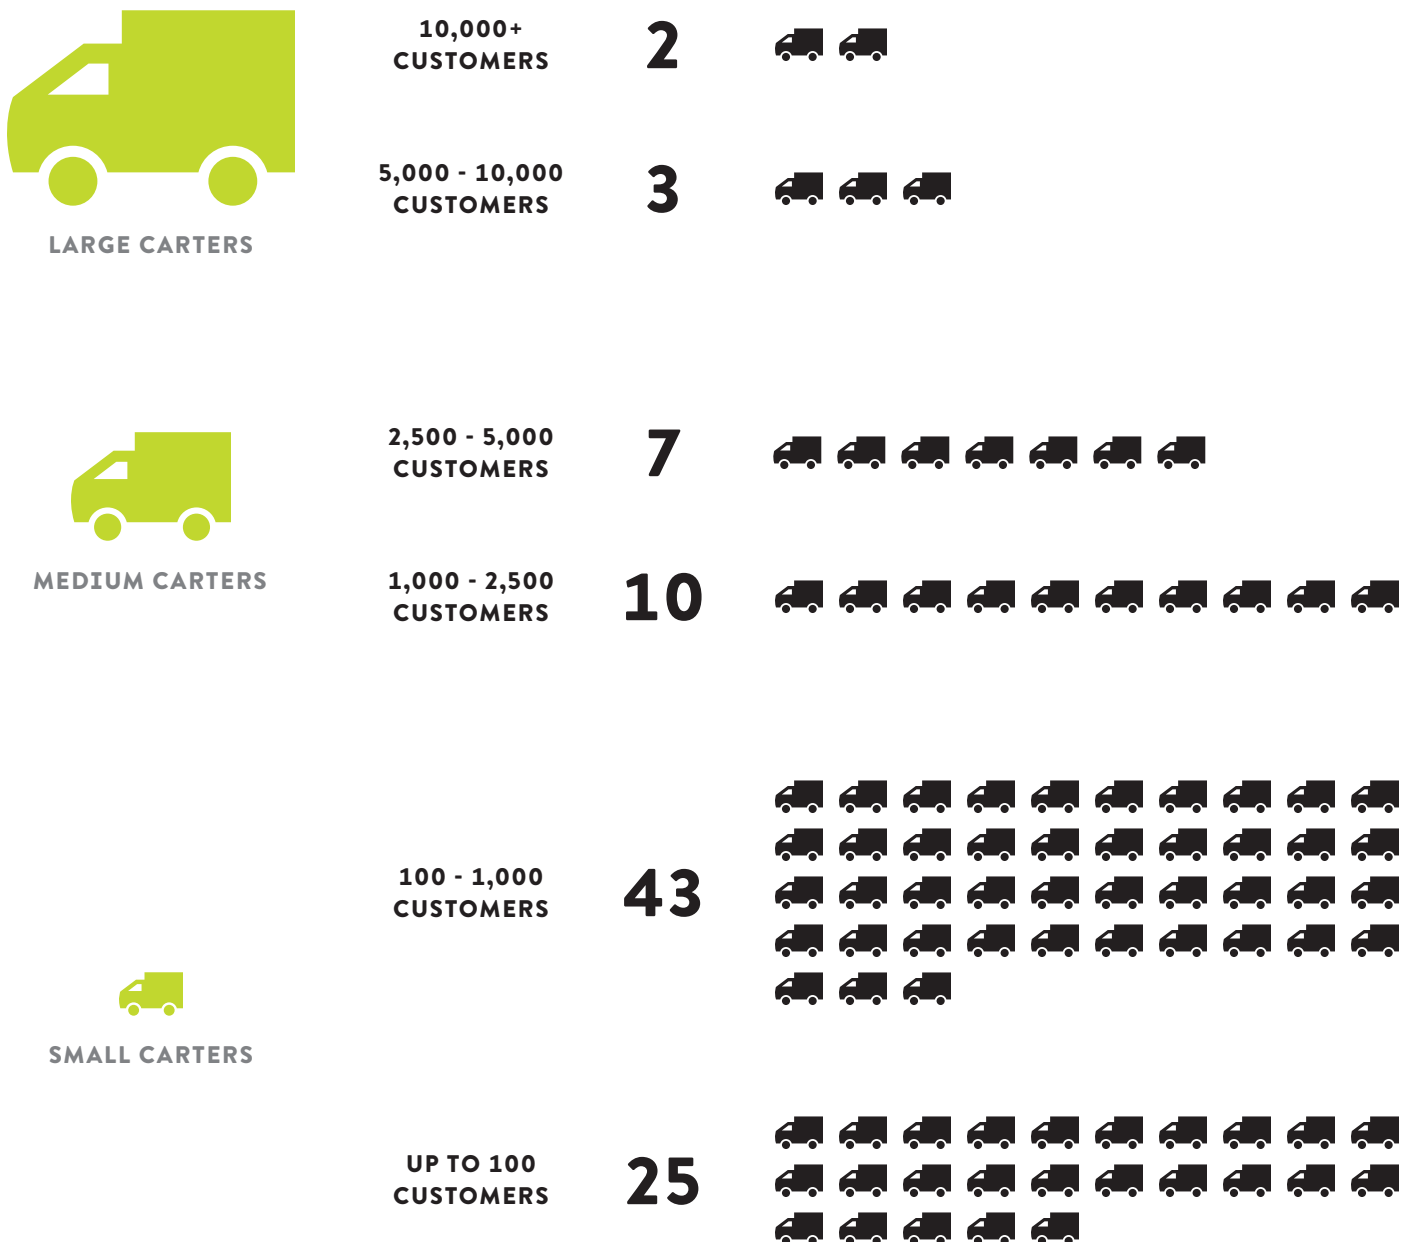 10,000+
CUSTOMERS
2
5,000 - 10,000
CUSTOMERS
3
LARGE CARTERS
2,500 - 5,000
CUSTOMERS
7
MEDIUM CARTERS
1,000 - 2,500
CUSTOMERS
10
100 - 1,000
CUSTOMERS
43
SMALL CARTERS
UP TO 100
CUSTOMERS
25